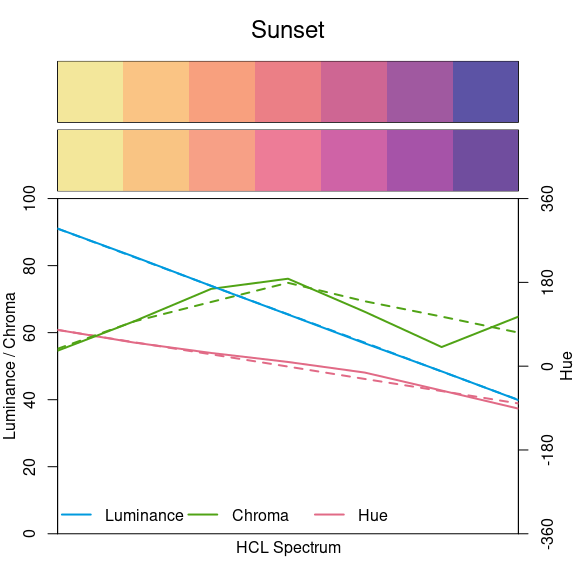 Sunset
100
80
60
40
20
0
Luminance / Chroma
360
180
0
-180
-360
Hue
Luminance
Chroma
Hue
HCL Spectrum